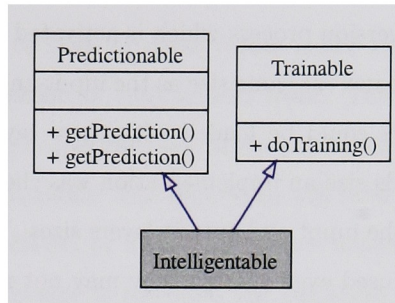 Predictionable
+ getPrediction()
+ getPrediction()
Trainable
+ doTraining()
Intelligentable